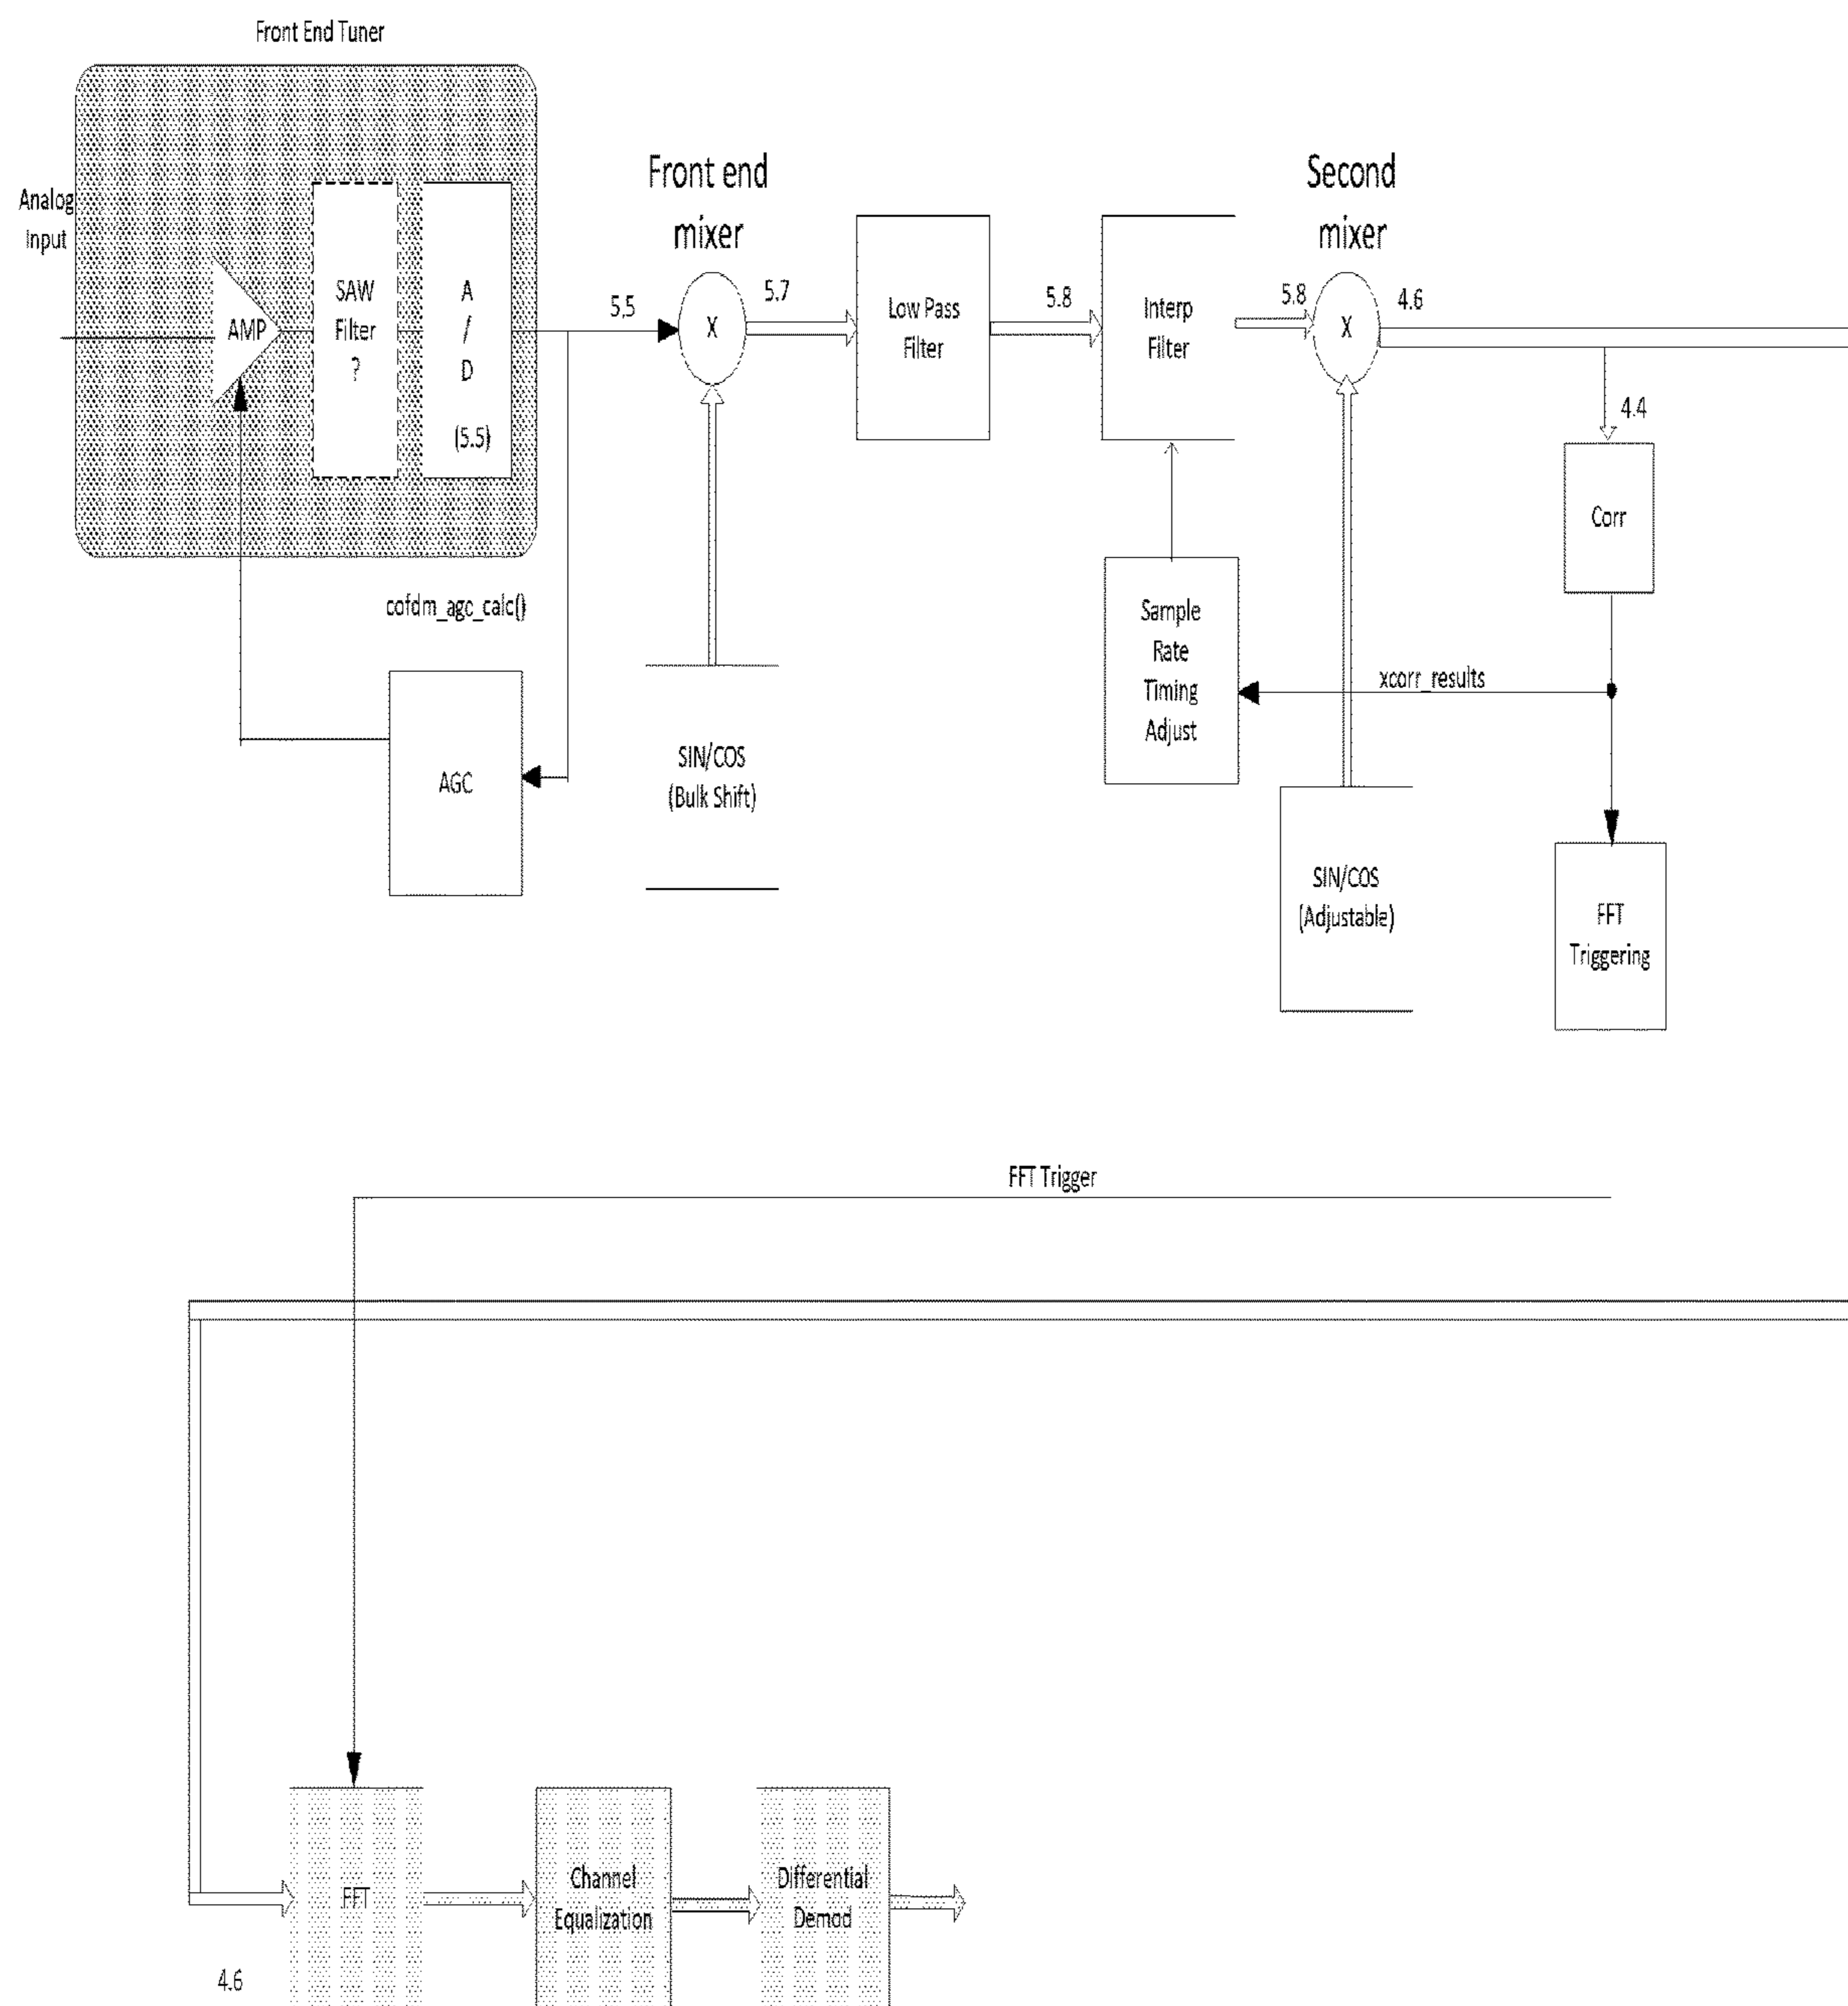 Front End Tuner
Analog
Input
AMP
SAW
Filter
?
A
/
D
(5.5)
cofdm_agc_calc()
AGC
5.5
Front end
mixer
X
5.7
SIN/COS
(Bulk Shift)
Low Pass
Filter
5.8
Interp
Filter
5.8
Second
mixer
X
4.6
4.4
Corr
Sample
Rate
Timing
Adjust
xcorr_results
SIN/COS
(Adjustable)
FFT
Triggering
FFT Trigger
FFT
Channel
Equalization
Differential
Demod
4.6